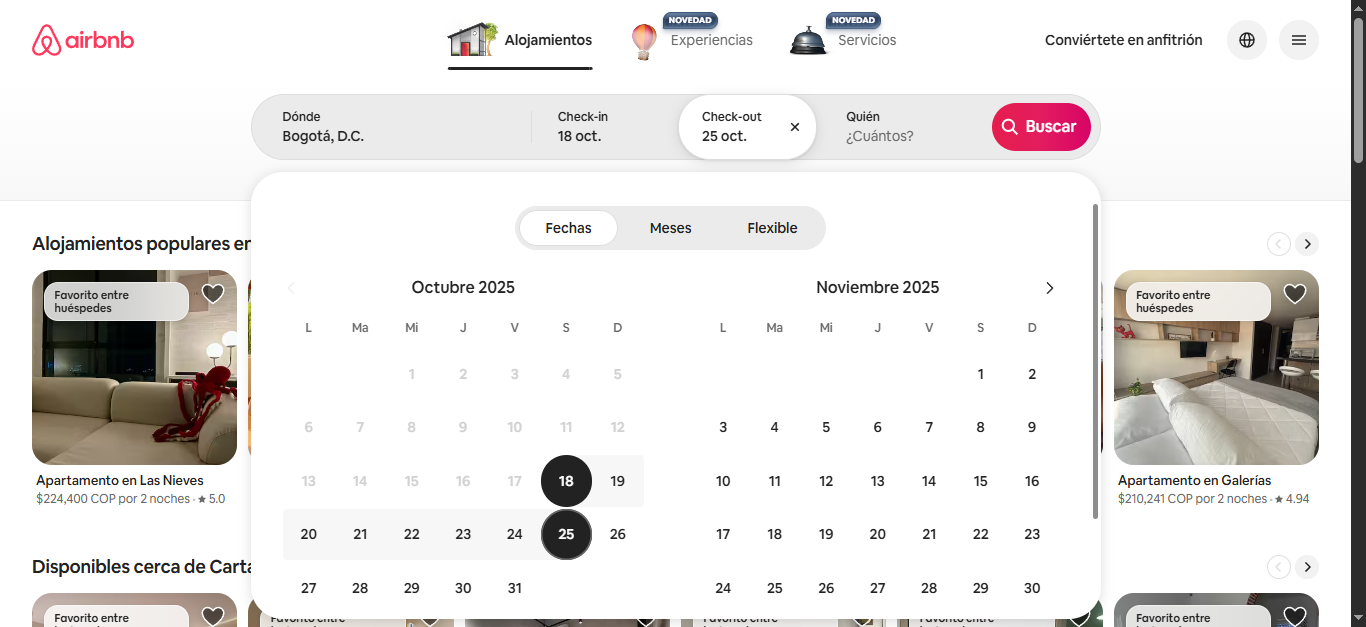 airbnb
Alojamientos
NOVEDAD
Experiencias
NOVEDAD
Servicios
Conviértete en anfitrión
Dónde
Bogotá, D.C.
Check-in
18 oct.
Check-out
25 oct.
Quién
¿Cuántos?
Buscar
Fechas
Meses
Flexible
Alojamientos populares en
Octubre 2025
Noviembre 2025
L Ma Mi J V S D
L Ma Mi J V S D
1 2 3 4 5
1 2
6 7 8 9 10 11 12
3 4 5 6 7 8 9
13 14 15 16 17 18 19
10 11 12 13 14 15 16
20 21 22 23 24 25 26
17 18 19 20 21 22 23
27 28 29 30 31
24 25 26 27 28 29 30
Favorito entre
huéspedes
Apartamento en Las Nieves
$224,400 COP por 2 noches · ★ 5.0
Favorito entre
huéspedes
Apartamento en Galerías
$210,241 COP por 2 noches · ★ 4.94
Disponibles cerca de Carta
Favorito entre
Favorito entre
Favorito entre
Favorito entre
Favorito entre